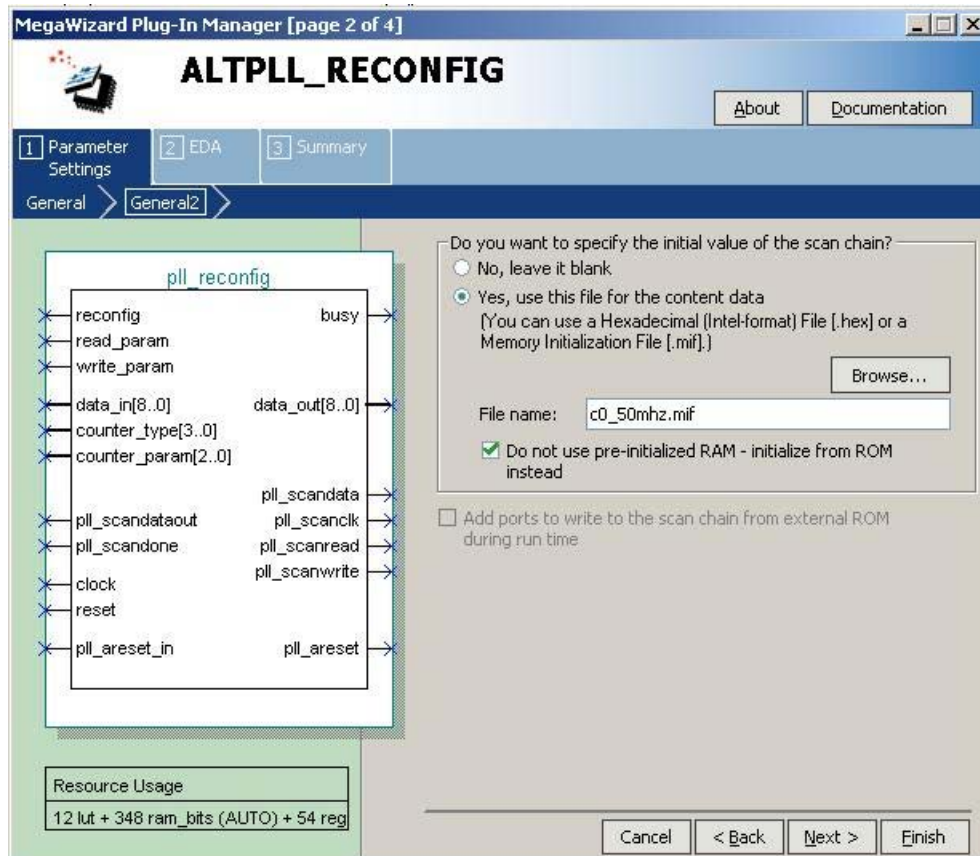 MegaWizard Plug-In Manager [page 2 of 4]
ALTPLL_RECONFIG
About
Documentation
1 Parameter Settings
2 EDA
3 Summary
General
General2
pll_reconfig
reconfig
busy
read_param
write_param
data_in[8..0]
data_out[8..0]
counter_type[3..0]
counter_param[2..0]
pll_scandata
pll_scandataout
pll_scanclk
pll_scandone
pll_scanread
pll_scanwrite
clock
reset
pll_areset_in
pll_areset
Resource Usage
12 lut + 348 ram_bits (AUTO) + 54 reg
Do you want to specify the initial value of the scan chain?
No, leave it blank
Yes, use this file for the content data
(You can use a Hexadecimal (Intel-format) File [.hex] or a
Memory Initialization File [.mif].)
Browse...
File name:
c0_50mhz.mif
Do not use pre-initialized RAM - initialize from ROM
instead
Add ports to write to the scan chain from external ROM
during run time
Cancel
< Back
Next >
Finish